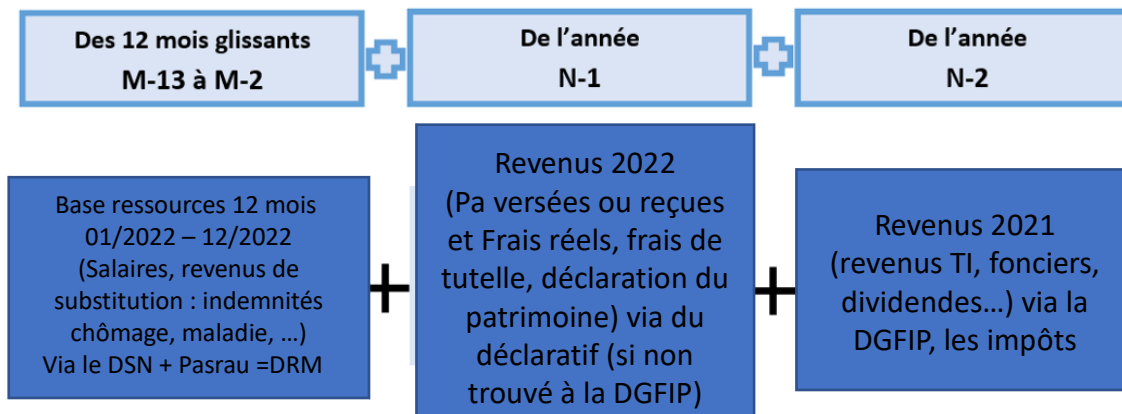 Des 12 mois glissants
M-13 à M-2
De l'année
N-1
De l'année
N-2
Base ressources 12 mois
01/2022 – 12/2022
(Salaires, revenus de
substitution : indemnités
chômage, maladie, …)
Via le DSN + Pasrau =DRM
Revenus 2022
(Pa versées ou reçues
et Frais réels, frais de
tutelle, déclaration du
patrimoine) via du
déclaratif (si non
trouvé à la DGFIP)
Revenus 2021
(revenus TI, fonciers,
dividendes…) via la
DGFIP, les impôts